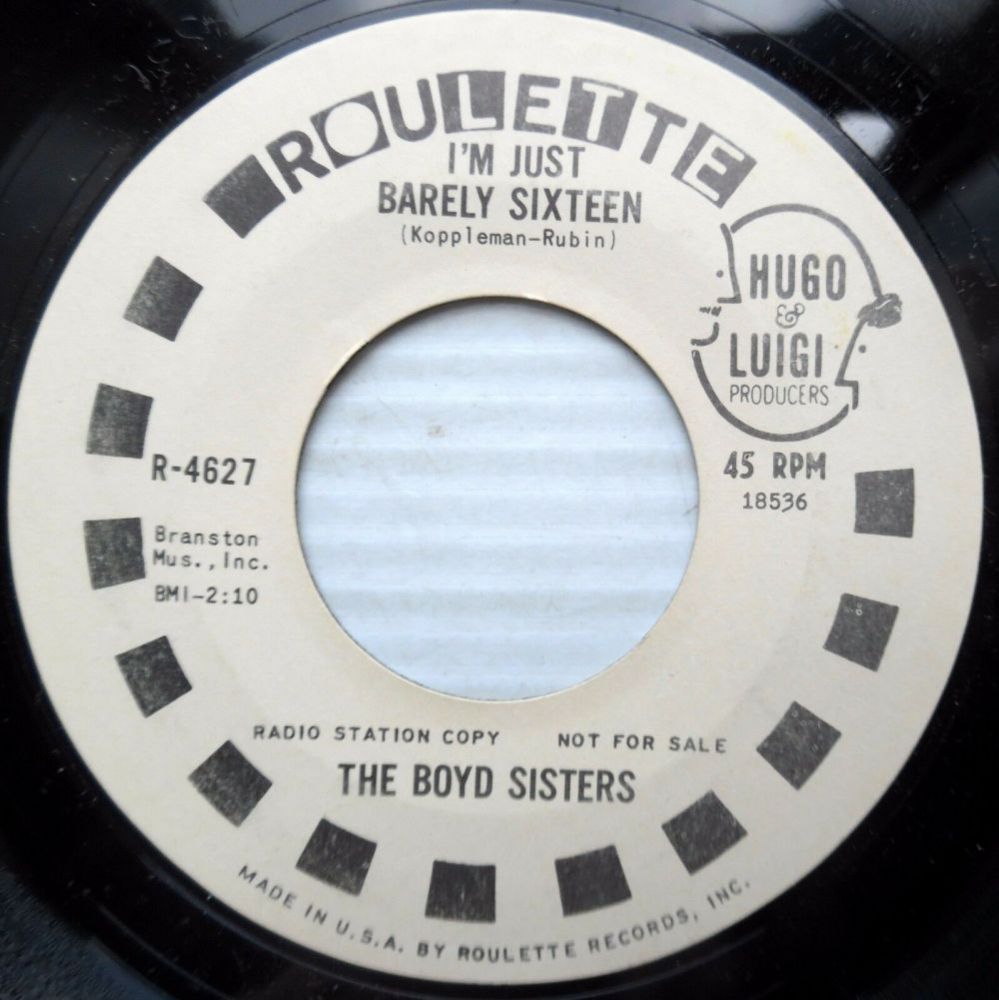 ROULETTE
I'M JUST
BARELY SIXTEEN
(Koppleman-Rubin)
HUGO
&
LUIGI
PRODUCERS
R-4627
45 RPM
18536
Branston
Mus., Inc.
BMI-2:10
RADIO STATION COPY NOT FOR SALE
THE BOYD SISTERS
MADE IN U.S.A. BY ROULETTE RECORDS, INC.